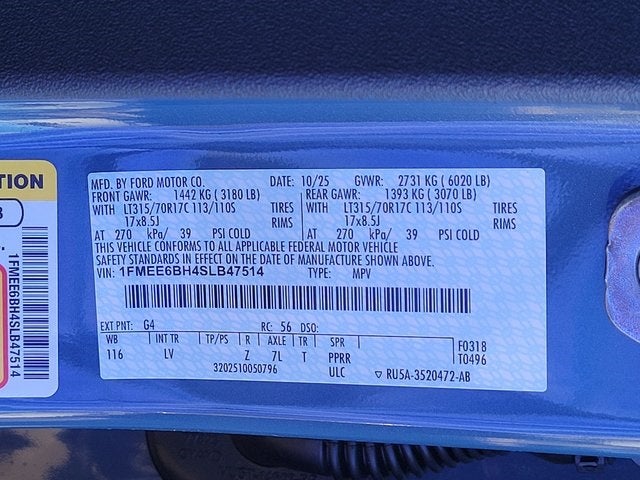 MFD. BY FORD MOTOR CO. DATE: 10/25 GVWR: 2731 KG ( 6020 LB)
FRONT GAWR: 1442 KG ( 3180 LB) REAR GAWR: 1393 KG ( 3070 LB)
WITH LT315/70R17C 113/110S TIRES WITH LT315/70R17C 113/110S TIRES
17x8.5J RIMS 17x8.5J RIMS
AT 270 kPa/ 39 PSI COLD AT 270 kPa/ 39 PSI COLD
THIS VEHICLE CONFORMS TO ALL APPLICABLE FEDERAL MOTOR VEHICLE
SAFETY STANDARDS IN EFFECT ON THE DATE OF MANUFACTURE SHOWN ABOVE.
VIN: 1FMEE6BH4SLB47514 TYPE: MPV
EXT PNT: G4 RC: 56 DSO:
WB INT TR TP/PS R AXLE TR SPR F0318
116 LV Z 7L T PPRR T0496
3202510050796 ULC ▽ RU5A-3520472-AB
TION
1FMEE6BH4SLB47514